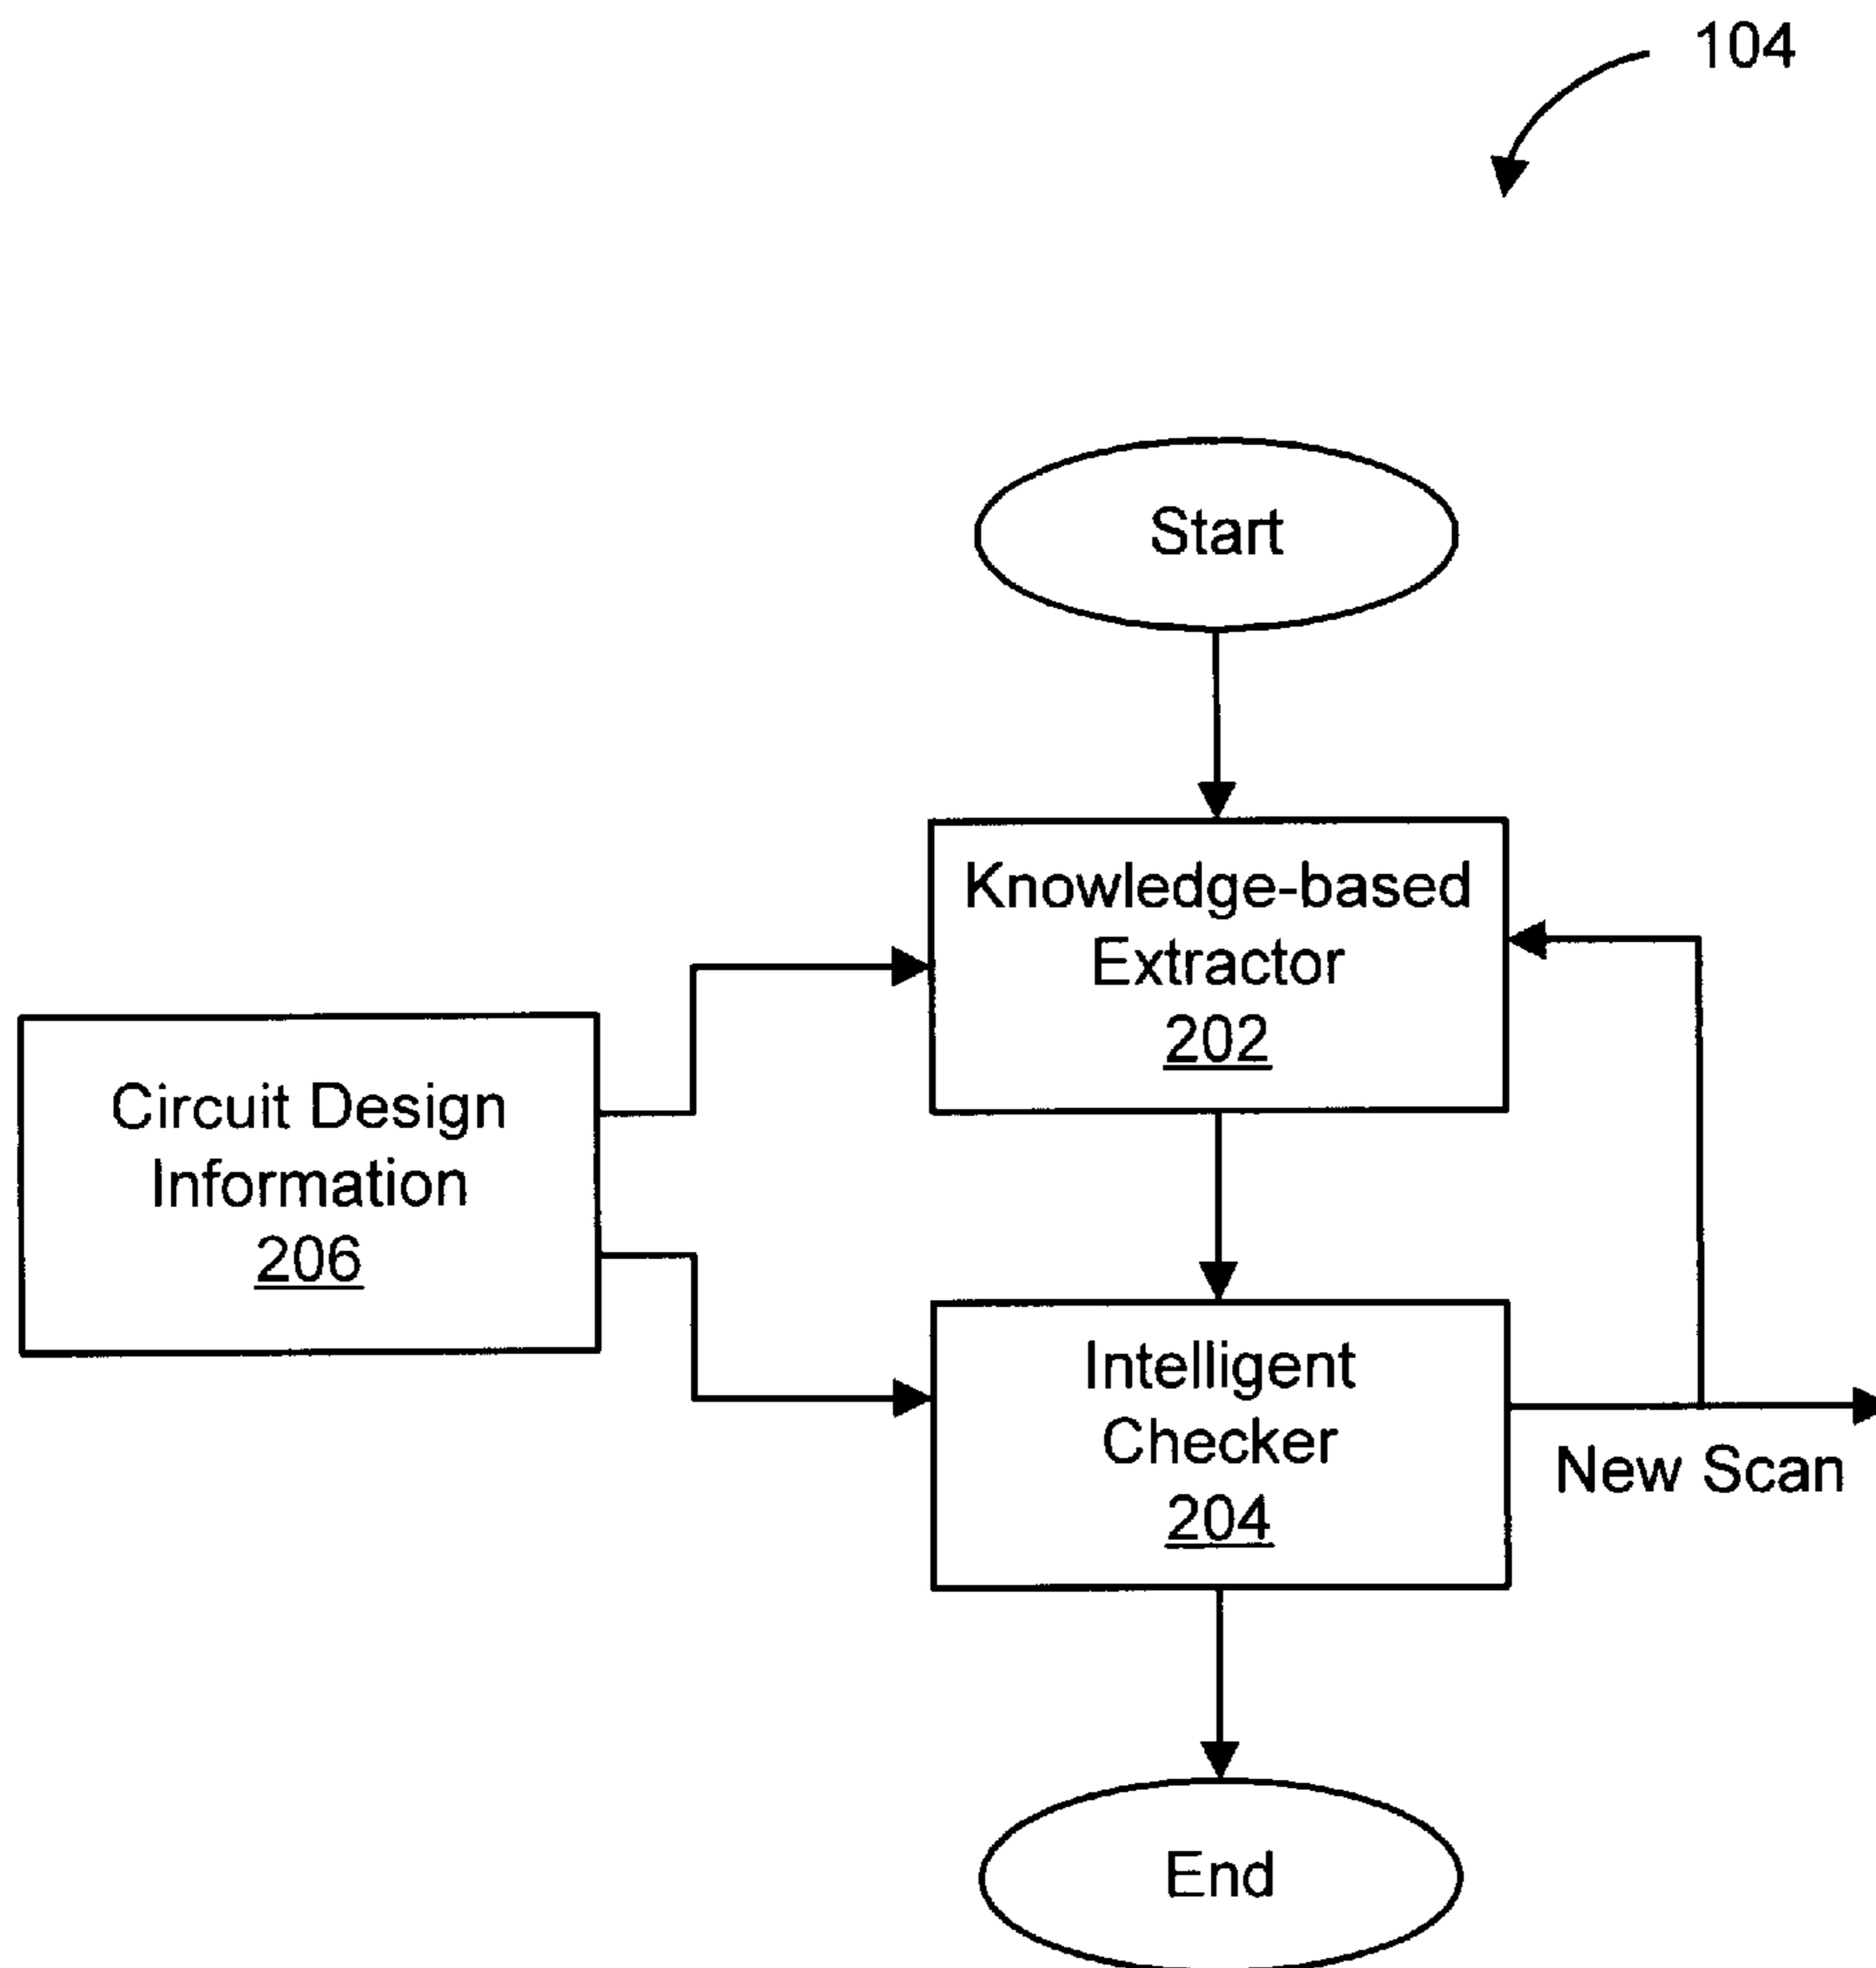 104
Start
Knowledge-based
Extractor
202
Circuit Design
Information
206
Intelligent
Checker
204
New Scan
End